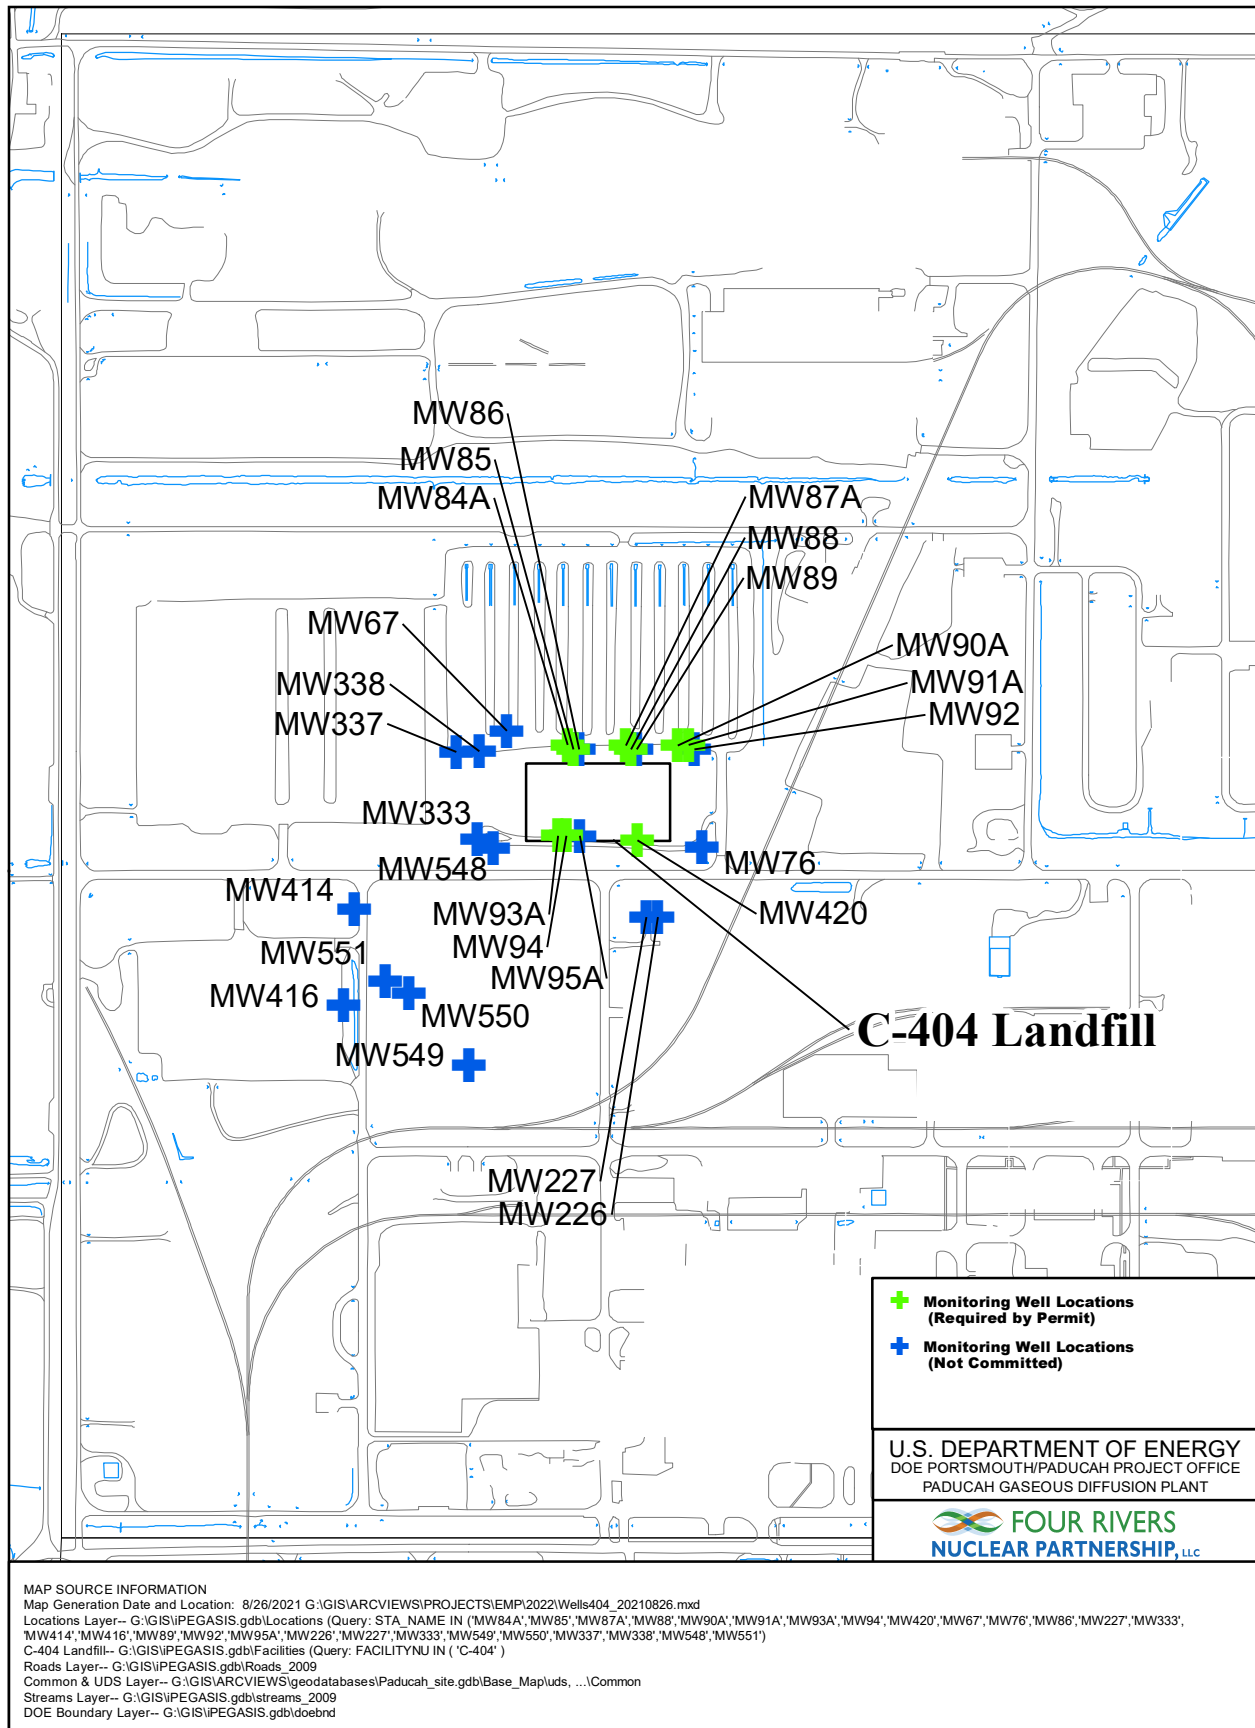 MW86
MW85
MW84A
MW87A
MW88
MW89
MW67
MW90A
MW338
MW91A
MW92
MW337
MW333
MW548
MW76
MW414
MW93A
MW420
MW94
MW551
MW95A
MW416
MW550
C-404 Landfill
MW549
MW227
MW226
Monitoring Well Locations
(Required by Permit)
Monitoring Well Locations
(Not Committed)
U.S. DEPARTMENT OF ENERGY
DOE PORTSMOUTH/PADUCAH PROJECT OFFICE
PADUCAH GASEOUS DIFFUSION PLANT
FOUR RIVERS
NUCLEAR PARTNERSHIP, LLC
MAP SOURCE INFORMATION
Map Generation Date and Location: 8/26/2021 G:\GIS\ARCVIEWS\PROJECTS\EMP\2022\Wells404_20210826.mxd
Locations Layer-- G:\GIS\iPEGASIS.gdb\Locations (Query: STA_NAME IN ('MW84A','MW85','MW87A','MW88','MW90A','MW91A','MW93A','MW94','MW420','MW67','MW76','MW86','MW227','MW333',
'MW414','MW416','MW89','MW92','MW95A','MW226','MW227','MW333','MW549','MW550','MW337','MW338','MW548','MW551')
C-404 Landfill-- G:\GIS\iPEGASIS.gdb\Facilities (Query: FACILITYNU IN ( 'C-404' )
Roads Layer-- G:\GIS\iPEGASIS.gdb\Roads_2009
Common & UDS Layer-- G:\GIS\ARCVIEWS\geodatabases\Paducah_site.gdb\Base_Map\uds, ...\Common
Streams Layer-- G:\GIS\iPEGASIS.gdb\streams_2009
DOE Boundary Layer-- G:\GIS\iPEGASIS.gdb\doebnd